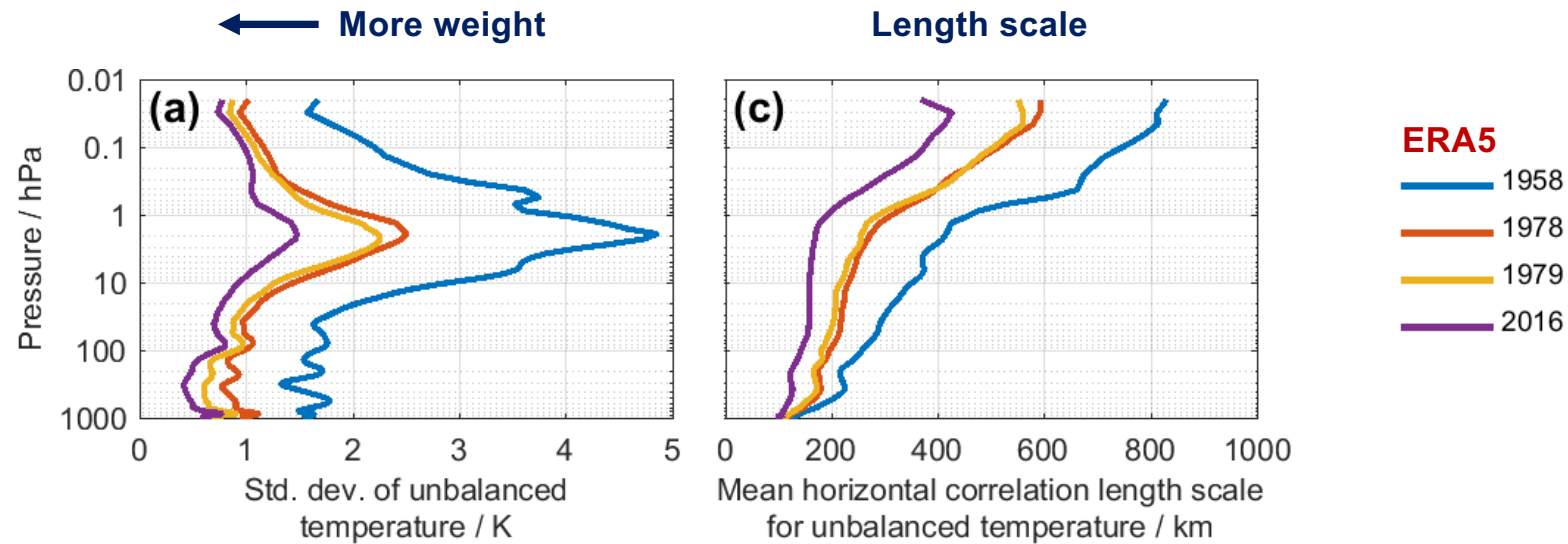 More weight
Length scale
(a)
(c)
Pressure / hPa
0.01
0.1
1
10
100
1000
0 1 2 3 4 5
Std. dev. of unbalanced
temperature / K
0 200 400 600 800 1000
Mean horizontal correlation length scale
for unbalanced temperature / km
ERA5
1958
1978
1979
2016